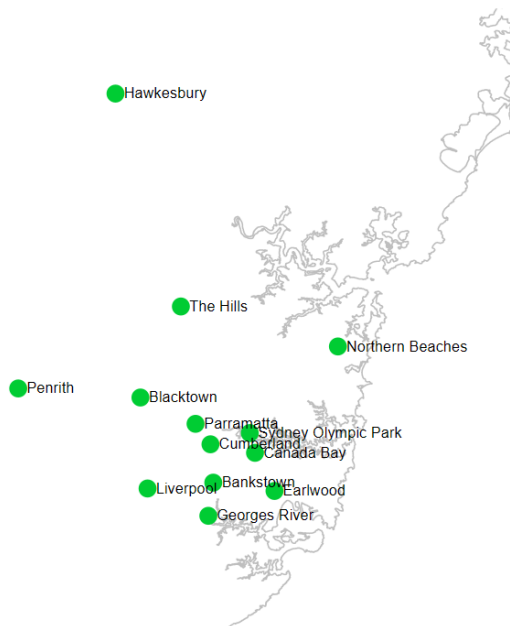 Hawkesbury
The Hills
Northern Beaches
Penrith
Blacktown
Parramatta
Sydney Olympic Park
Cumberland
Canada Bay
Bankstown
Liverpool
Earlwood
Georges River